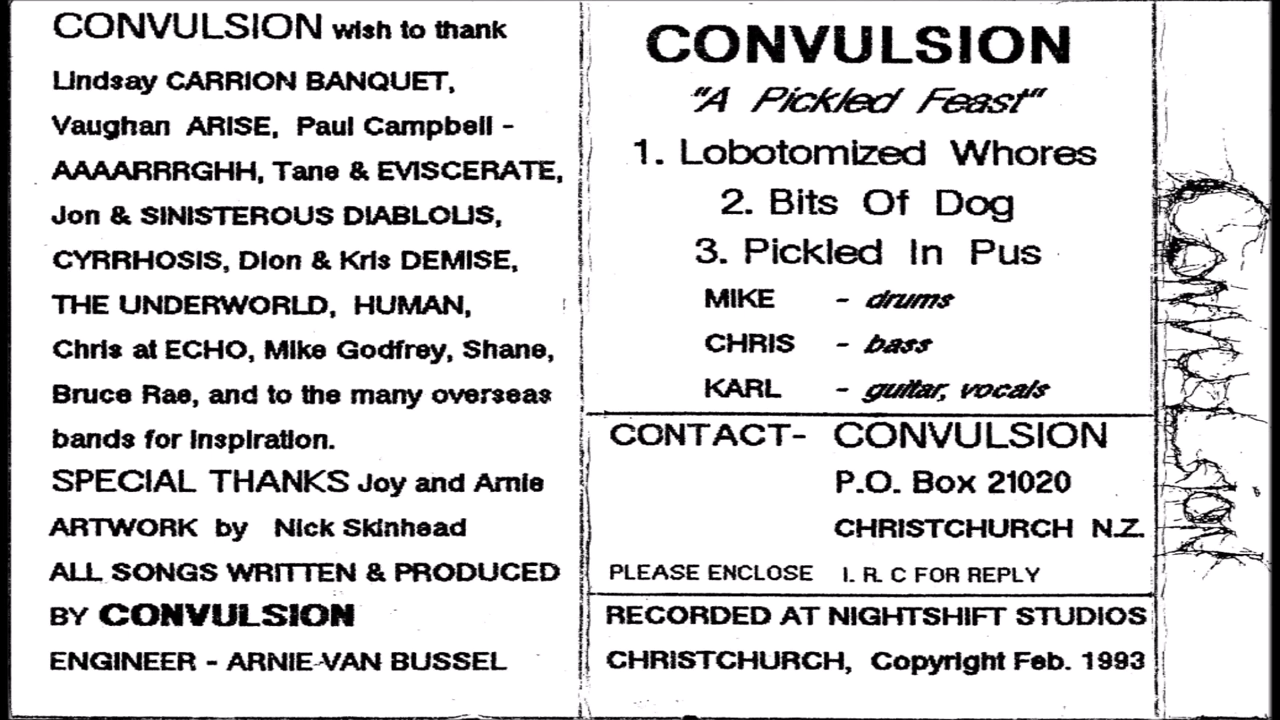 CONVULSION wish to thank
Lindsay CARRION BANQUET,
Vaughan ARISE, Paul Campbell -
AAAARRRGHH, Tane & EVISCERATE,
Jon & SINISTEROUS DIABLOLIS,
CYRRHOSIS, Dion & Kris DEMISE,
THE UNDERWORLD, HUMAN,
Chris at ECHO, Mike Godfrey, Shane,
Bruce Rae, and to the many overseas
bands for inspiration.
SPECIAL THANKS Joy and Arnie
ARTWORK by Nick Skinhead
ALL SONGS WRITTEN & PRODUCED
BY CONVULSION
ENGINEER - ARNIE VAN BUSSEL
CONVULSION
"A Pickled Feast"
1. Lobotomized Whores
2. Bits Of Dog
3. Pickled In Pus
MIKE - drums
CHRIS - bass
KARL - guitar, vocals
CONTACT- CONVULSION
P.O. Box 21020
CHRISTCHURCH N.Z.
PLEASE ENCLOSE I. R. C FOR REPLY
RECORDED AT NIGHTSHIFT STUDIOS
CHRISTCHURCH, Copyright Feb. 1993
CONVULSION